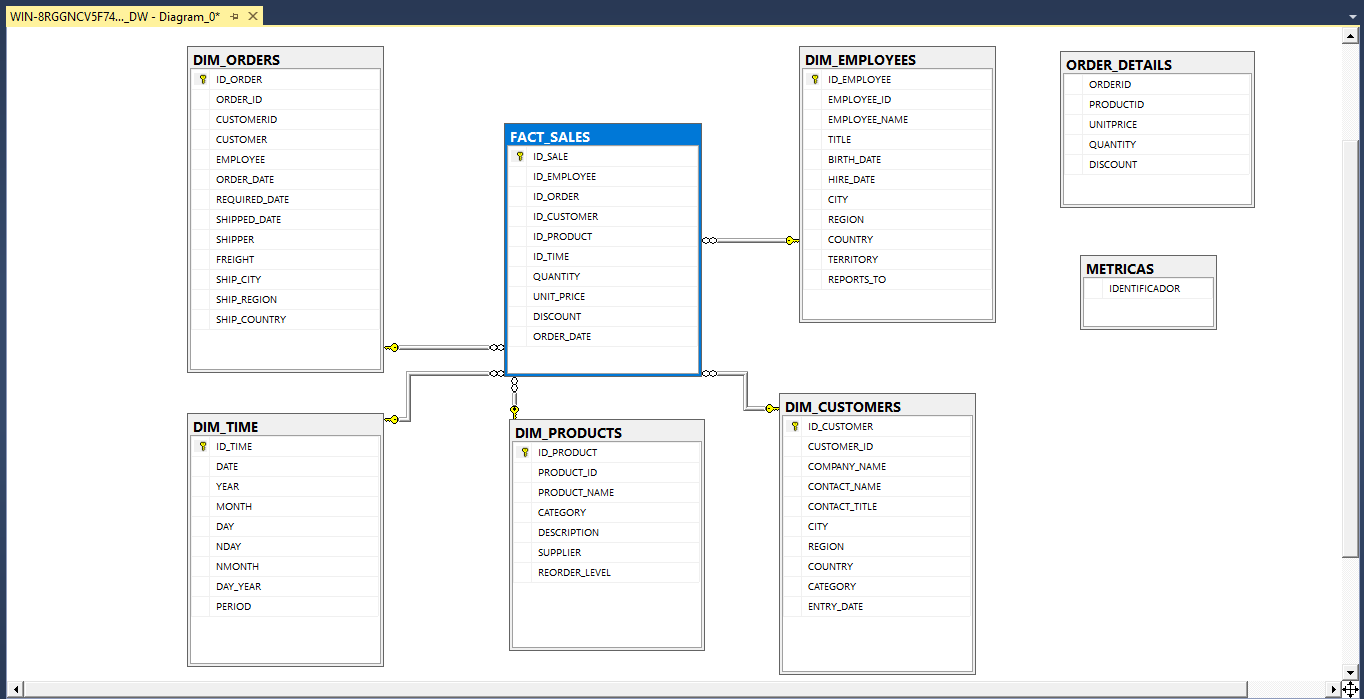 WIN-8RGGNCV5F74..._DW - Diagram_0*
DIM_ORDERS
ID_ORDER
ORDER_ID
CUSTOMERID
CUSTOMER
EMPLOYEE
ORDER_DATE
REQUIRED_DATE
SHIPPED_DATE
SHIPPER
FREIGHT
SHIP_CITY
SHIP_REGION
SHIP_COUNTRY
FACT_SALES
ID_SALE
ID_EMPLOYEE
ID_ORDER
ID_CUSTOMER
ID_PRODUCT
ID_TIME
QUANTITY
UNIT_PRICE
DISCOUNT
ORDER_DATE
DIM_EMPLOYEES
ID_EMPLOYEE
EMPLOYEE_ID
EMPLOYEE_NAME
TITLE
BIRTH_DATE
HIRE_DATE
CITY
REGION
COUNTRY
TERRITORY
REPORTS_TO
ORDER_DETAILS
ORDERID
PRODUCTID
UNITPRICE
QUANTITY
DISCOUNT
METRICAS
IDENTIFICADOR
DIM_TIME
ID_TIME
DATE
YEAR
MONTH
DAY
NDAY
NMONTH
DAY_YEAR
PERIOD
DIM_PRODUCTS
ID_PRODUCT
PRODUCT_ID
PRODUCT_NAME
CATEGORY
DESCRIPTION
SUPPLIER
REORDER_LEVEL
DIM_CUSTOMERS
ID_CUSTOMER
CUSTOMER_ID
COMPANY_NAME
CONTACT_NAME
CONTACT_TITLE
CITY
REGION
COUNTRY
CATEGORY
ENTRY_DATE